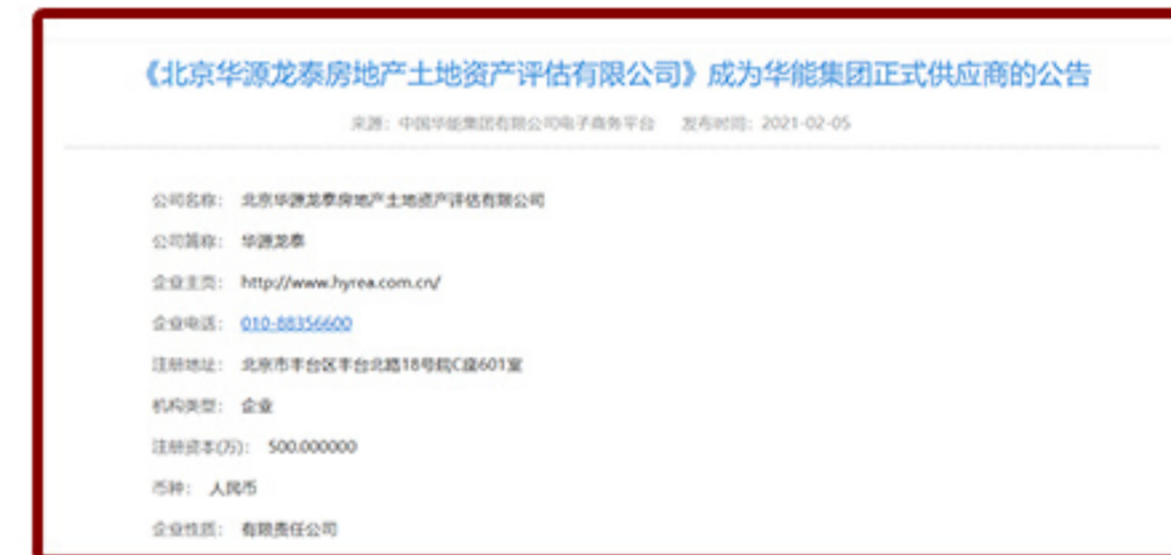 《北京华源龙泰房地产土地资产评估有限公司》成为华能集团正式供应商的公告
来源：中国华能集团有限公司电子商务平台 发布时间：2021-02-05
公司名称： 北京华源龙泰房地产土地资产评估有限公司
公司简称： 华源龙泰
企业主页： http://www.hyrea.com.cn/
企业电话： 010-88356600
注册地址： 北京市丰台区丰台北路18号院C座601室
机构类型： 企业
注册资本(万)： 500.000000
币种： 人民币
企业性质： 有限责任公司